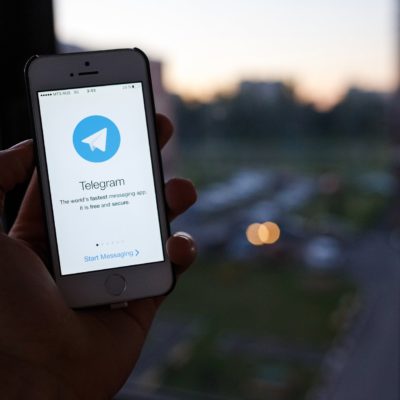 Telegram
The world's fastest messaging app.
It is free and secure.
Start Messaging